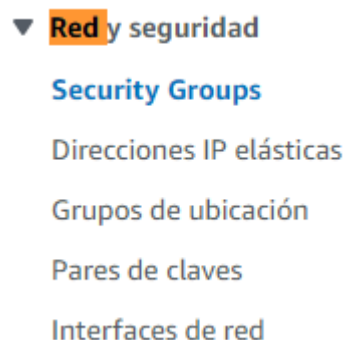 Red y seguridad
Security Groups
Direcciones IP elásticas
Grupos de ubicación
Pares de claves
Interfaces de red